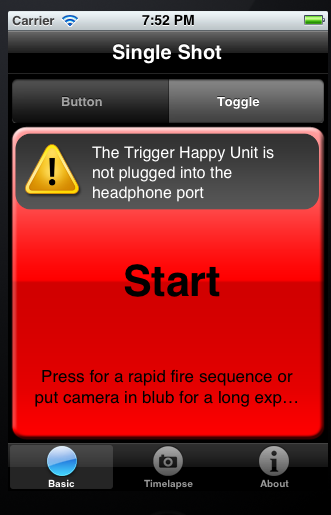 Carrier 7:52 PM
Single Shot
Button Toggle
The Trigger Happy Unit is
not plugged into the
headphone port
Start
Press for a rapid fire sequence or
put camera in blub for a long exp...
Basic Timelapse About